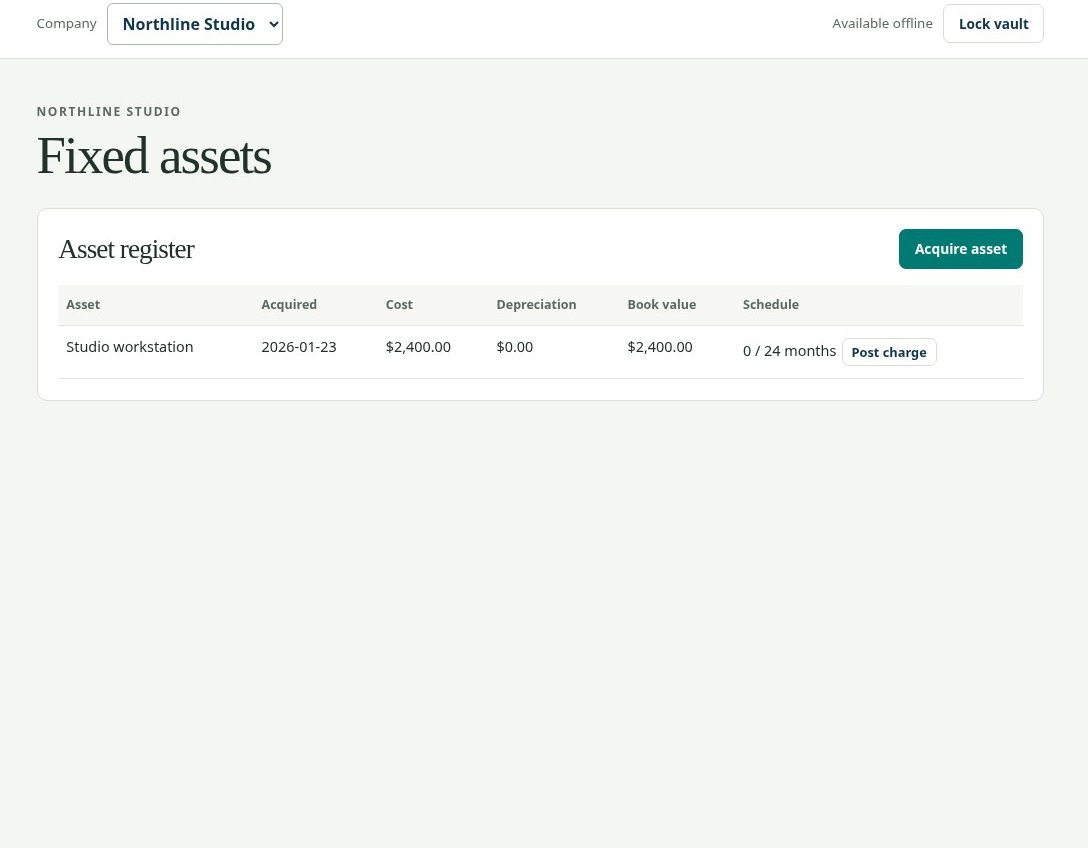 Company Northline Studio Available offline Lock vault
NORTHLINE STUDIO
Fixed assets
Asset register Acquire asset
Asset Acquired Cost Depreciation Book value Schedule
Studio workstation 2026-01-23 $2,400.00 $0.00 $2,400.00 0 / 24 months Post charge